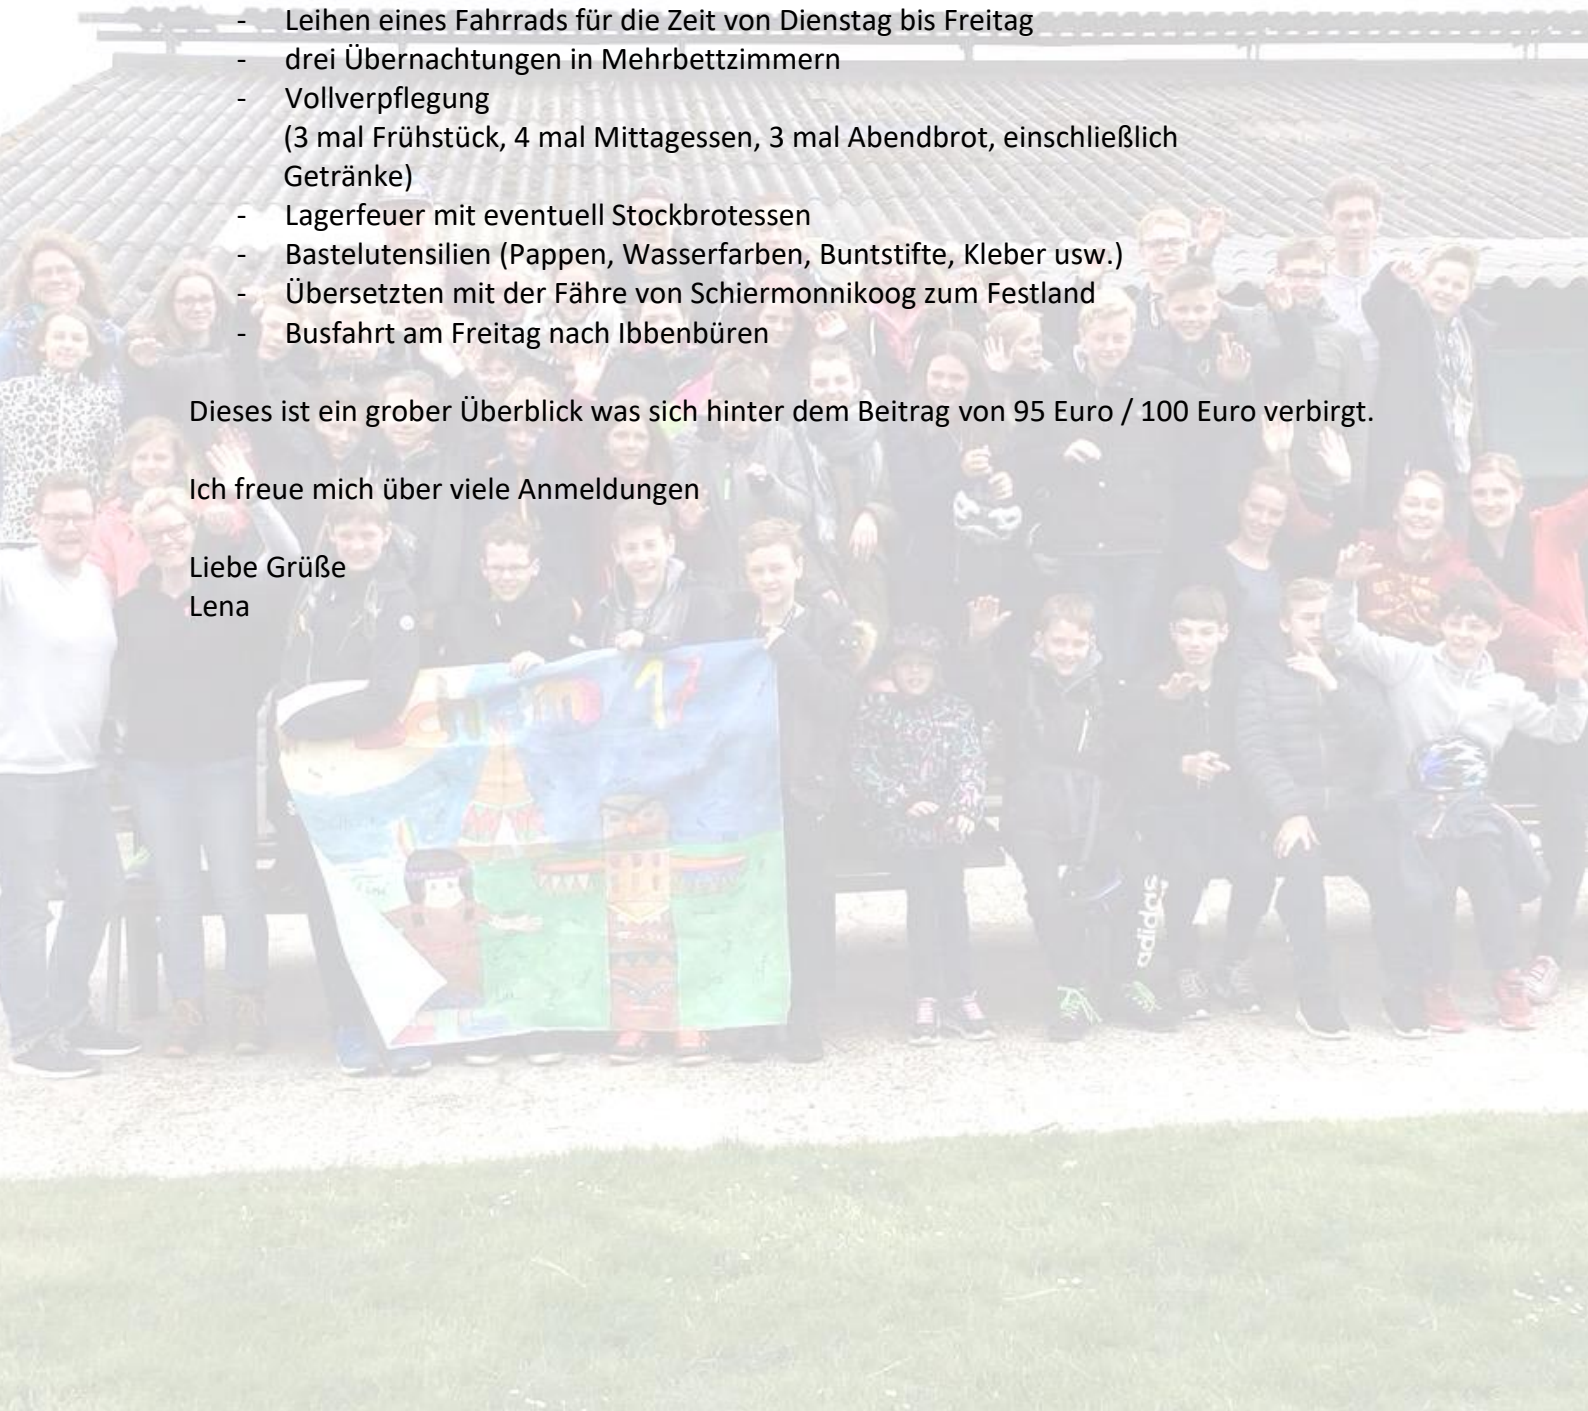 - Leihen eines Fahrrads für die Zeit von Dienstag bis Freitag
- drei Übernachtungen in Mehrbettzimmern
- Vollverpflegung
(3 mal Frühstück, 4 mal Mittagessen, 3 mal Abendbrot, einschließlich
Getränke)
- Lagerfeuer mit eventuell Stockbrotessen
- Bastelutensilien (Pappen, Wasserfarben, Buntstifte, Kleber usw.)
- Übersetzten mit der Fähre von Schiermonnikoog zum Festland
- Busfahrt am Freitag nach Ibbenbüren
Dieses ist ein grober Überblick was sich hinter dem Beitrag von 95 Euro / 100 Euro verbirgt.
Ich freue mich über viele Anmeldungen
Liebe Grüße
Lena
17
adidas